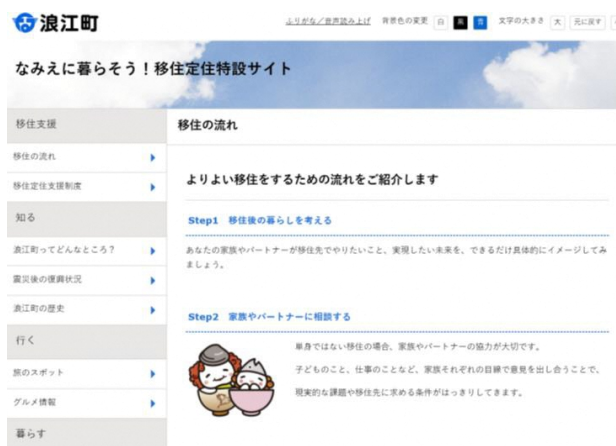 浪江町
ふりがな/音声読み上げ 背景色の変更 白 黒 青 文字の大きさ 大 元に戻す
なみえに暮らそう！移住定住特設サイト
移住支援
移住の流れ
移住定住支援制度
知る
浪江町ってどんなところ？
震災後の復興状況
浪江町の歴史
行く
旅のスポット
グルメ情報
暮らす
移住の流れ
よりよい移住をするための流れをご紹介します
Step1 移住後の暮らしを考える
あなたの家族やパートナーが移住先でやりたいこと、実現したい未来を、できるだけ具体的にイメージしてみ
ましょう。
Step2 家族やパートナーに相談する
単身ではない移住の場合、家族やパートナーの協力が大切です。
子どものこと、仕事のことなど、家族それぞれの目線で意見を出し合うことで、
現実的な課題や移住先に求める条件がはっきりしてきます。